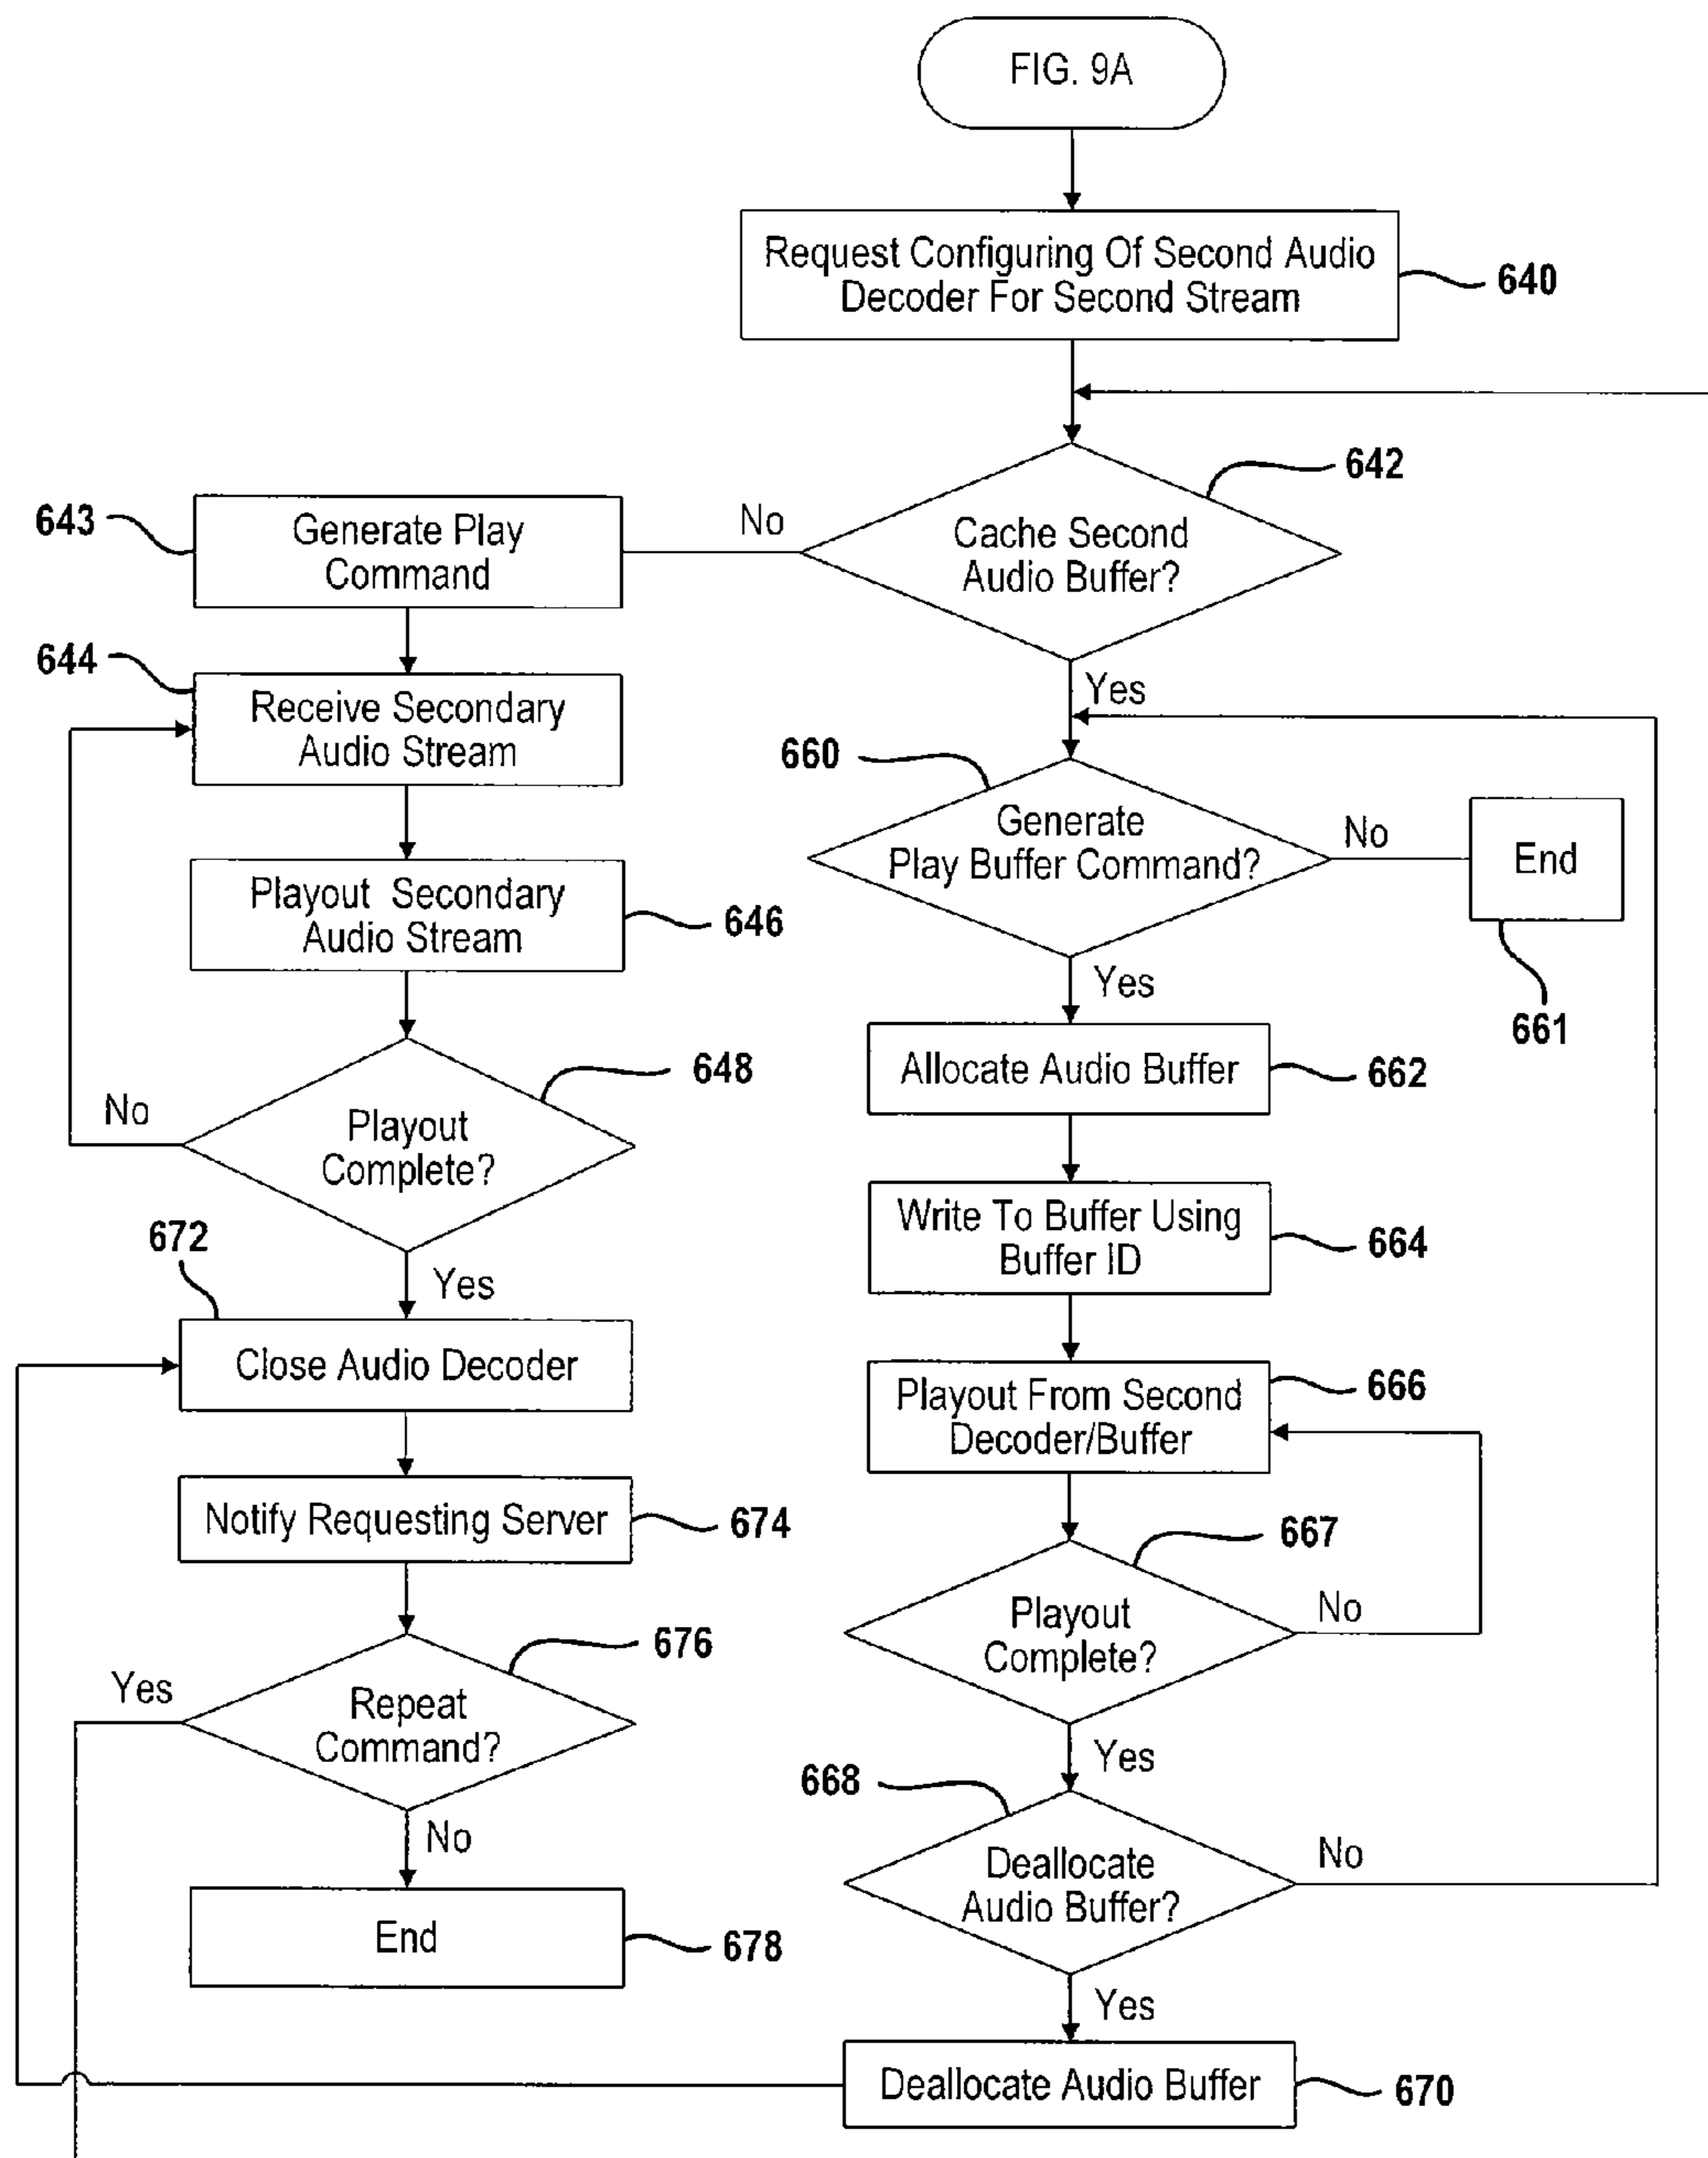 FIG. 9A
Request Configuring Of Second Audio
Decoder For Second Stream
640
642
Cache Second
Audio Buffer?
No
Yes
643
Generate Play
Command
644
Receive Secondary
Audio Stream
Playout Secondary
Audio Stream
646
648
Playout
Complete?
No
Yes
672
Close Audio Decoder
Notify Requesting Server
674
676
Repeat
Command?
Yes
No
End
678
660
Generate
Play Buffer Command?
No
End
661
Yes
Allocate Audio Buffer
662
Write To Buffer Using
Buffer ID
664
Playout From Second
Decoder/Buffer
666
667
Playout
Complete?
No
Yes
668
Deallocate
Audio Buffer?
No
Yes
Deallocate Audio Buffer
670